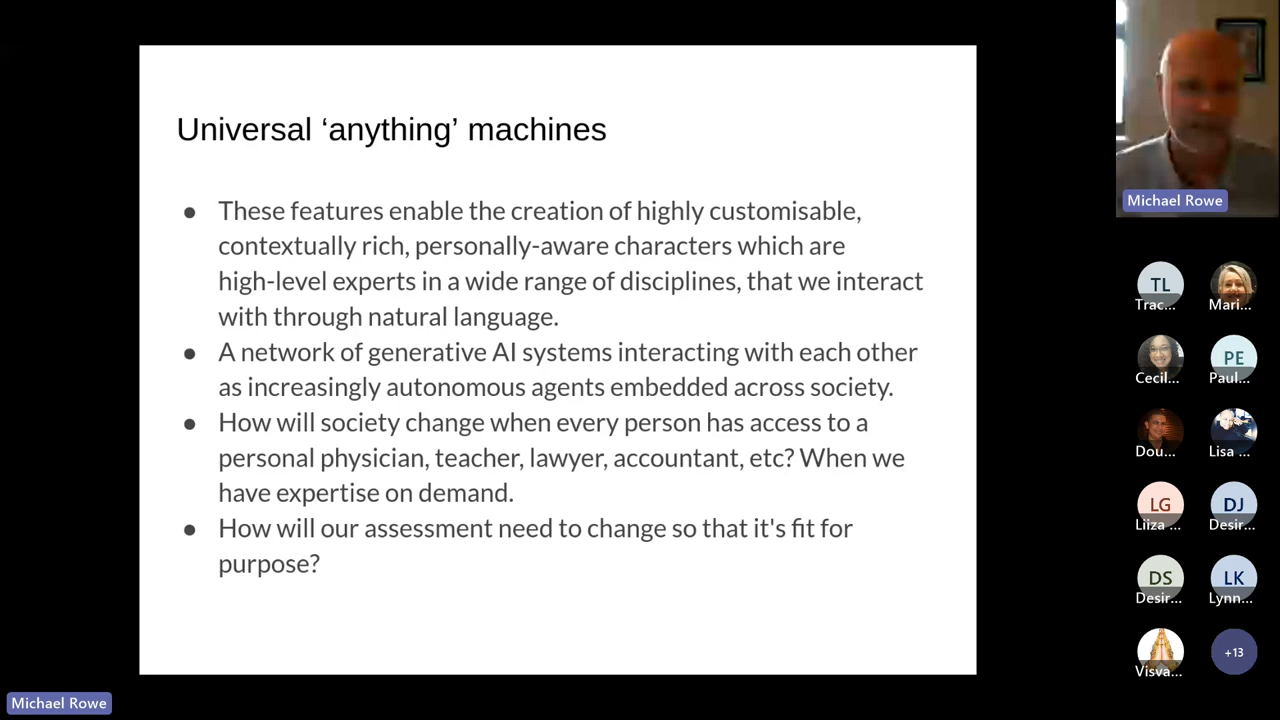 Universal ‘anything’ machines
● These features enable the creation of highly customisable,
contextually rich, personally-aware characters which are
high-level experts in a wide range of disciplines, that we interact
with through natural language.
● A network of generative AI systems interacting with each other
as increasingly autonomous agents embedded across society.
● How will society change when every person has access to a
personal physician, teacher, lawyer, accountant, etc? When we
have expertise on demand.
● How will our assessment need to change so that it's fit for
purpose?
Michael Rowe
TL
Trac...
Mari...
Cecil...
PE
Paul...
Dou...
Lisa ...
LG
Liiza ...
DJ
Desir...
DS
Desir...
LK
Lynn...
Visva...
+13
Michael Rowe